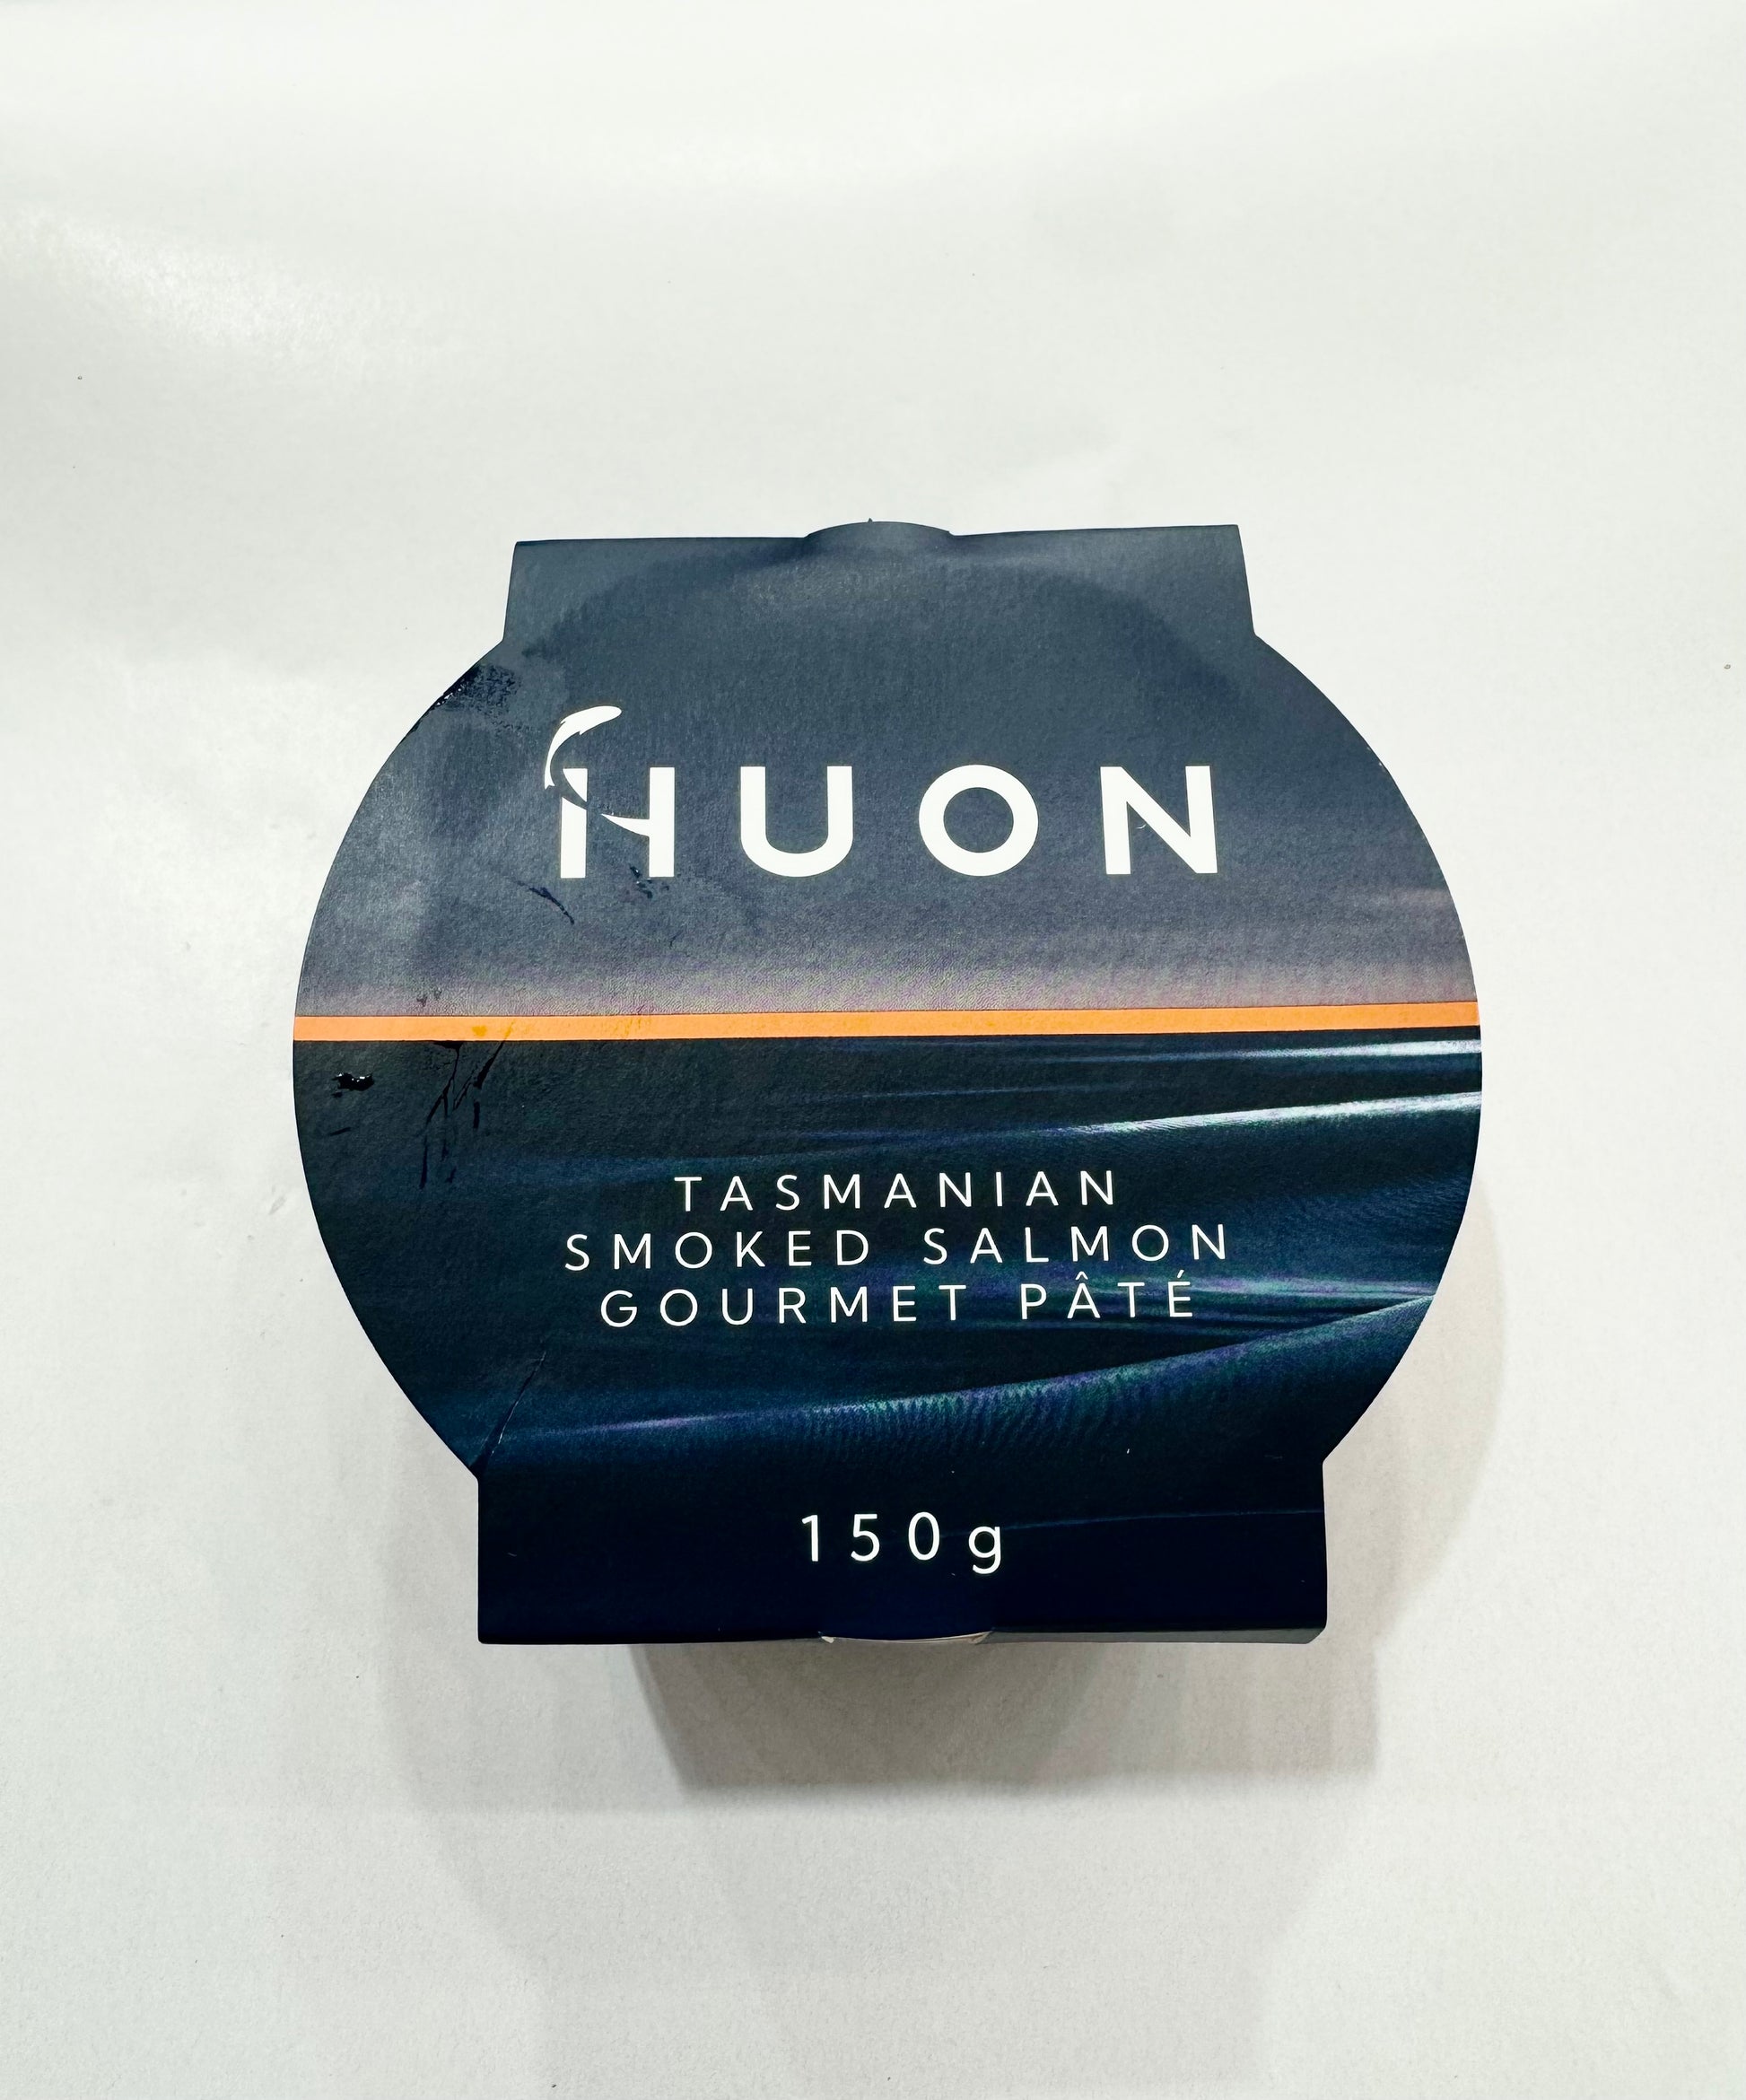 HUON
TASMANIAN
SMOKED SALMON
GOURMET PÂTÉ
150g